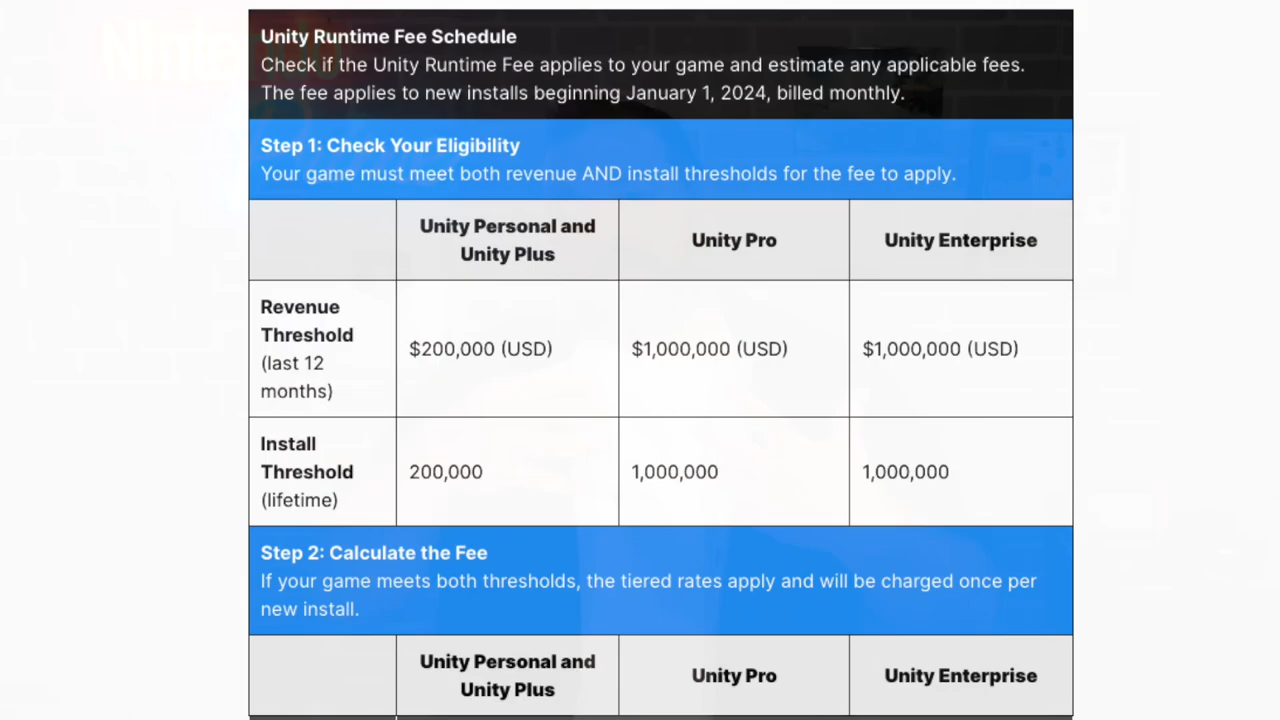 Unity Runtime Fee Schedule
Check if the Unity Runtime Fee applies to your game and estimate any applicable fees.
The fee applies to new installs beginning January 1, 2024, billed monthly.
Step 1: Check Your Eligibility
Your game must meet both revenue AND install thresholds for the fee to apply.
Unity Personal and
Unity Plus
Unity Pro
Unity Enterprise
Revenue
Threshold
(last 12
months)
$200,000 (USD)
$1,000,000 (USD)
$1,000,000 (USD)
Install
Threshold
(lifetime)
200,000
1,000,000
1,000,000
Step 2: Calculate the Fee
If your game meets both thresholds, the tiered rates apply and will be charged once per
new install.
Unity Personal and
Unity Plus
Unity Pro
Unity Enterprise